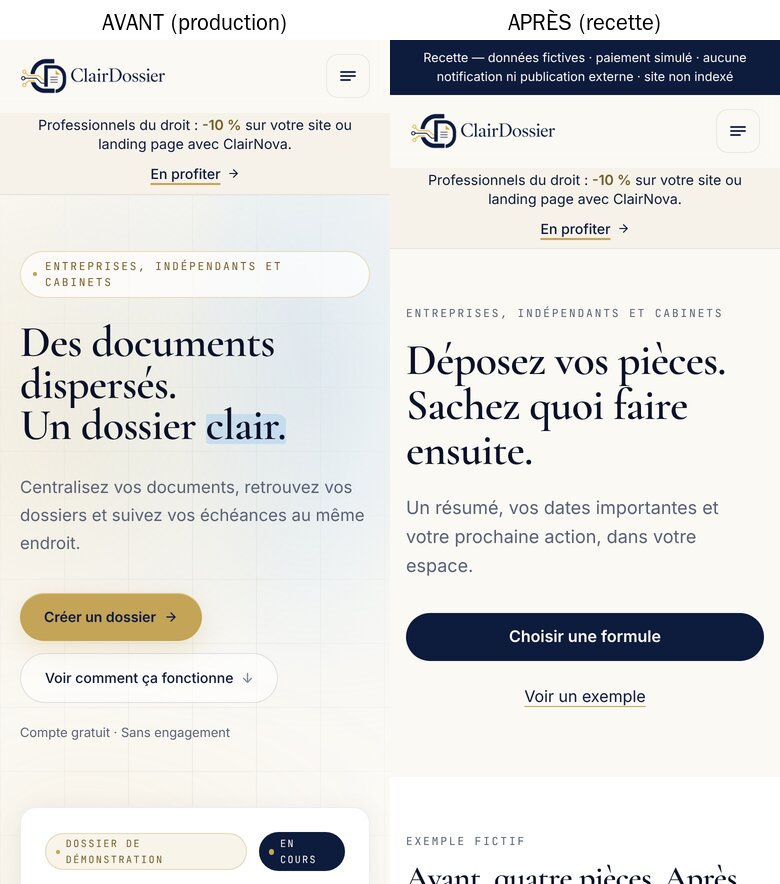 AVANT (production)
ClairDossier
Professionnels du droit : -10 % sur votre site ou
landing page avec ClairNova.
En profiter →
ENTREPRISES, INDÉPENDANTS ET
CABINETS
Des documents
dispersés.
Un dossier clair.
Centralisez vos documents, retrouvez vos
dossiers et suivez vos échéances au même
endroit.
Créer un dossier →
Voir comment ça fonctionne ↓
Compte gratuit · Sans engagement
DOSSIER DE
DÉMONSTRATION
EN
COURS
APRÈS (recette)
Recette — données fictives · paiement simulé · aucune
notification ni publication externe · site non indexé
ClairDossier
Professionnels du droit : -10 % sur votre site ou
landing page avec ClairNova.
En profiter →
ENTREPRISES, INDÉPENDANTS ET CABINETS
Déposez vos pièces.
Sachez quoi faire
ensuite.
Un résumé, vos dates importantes et
votre prochaine action, dans votre
espace.
Choisir une formule
Voir un exemple
EXEMPLE FICTIF
Avant, quatre pièces. Après,